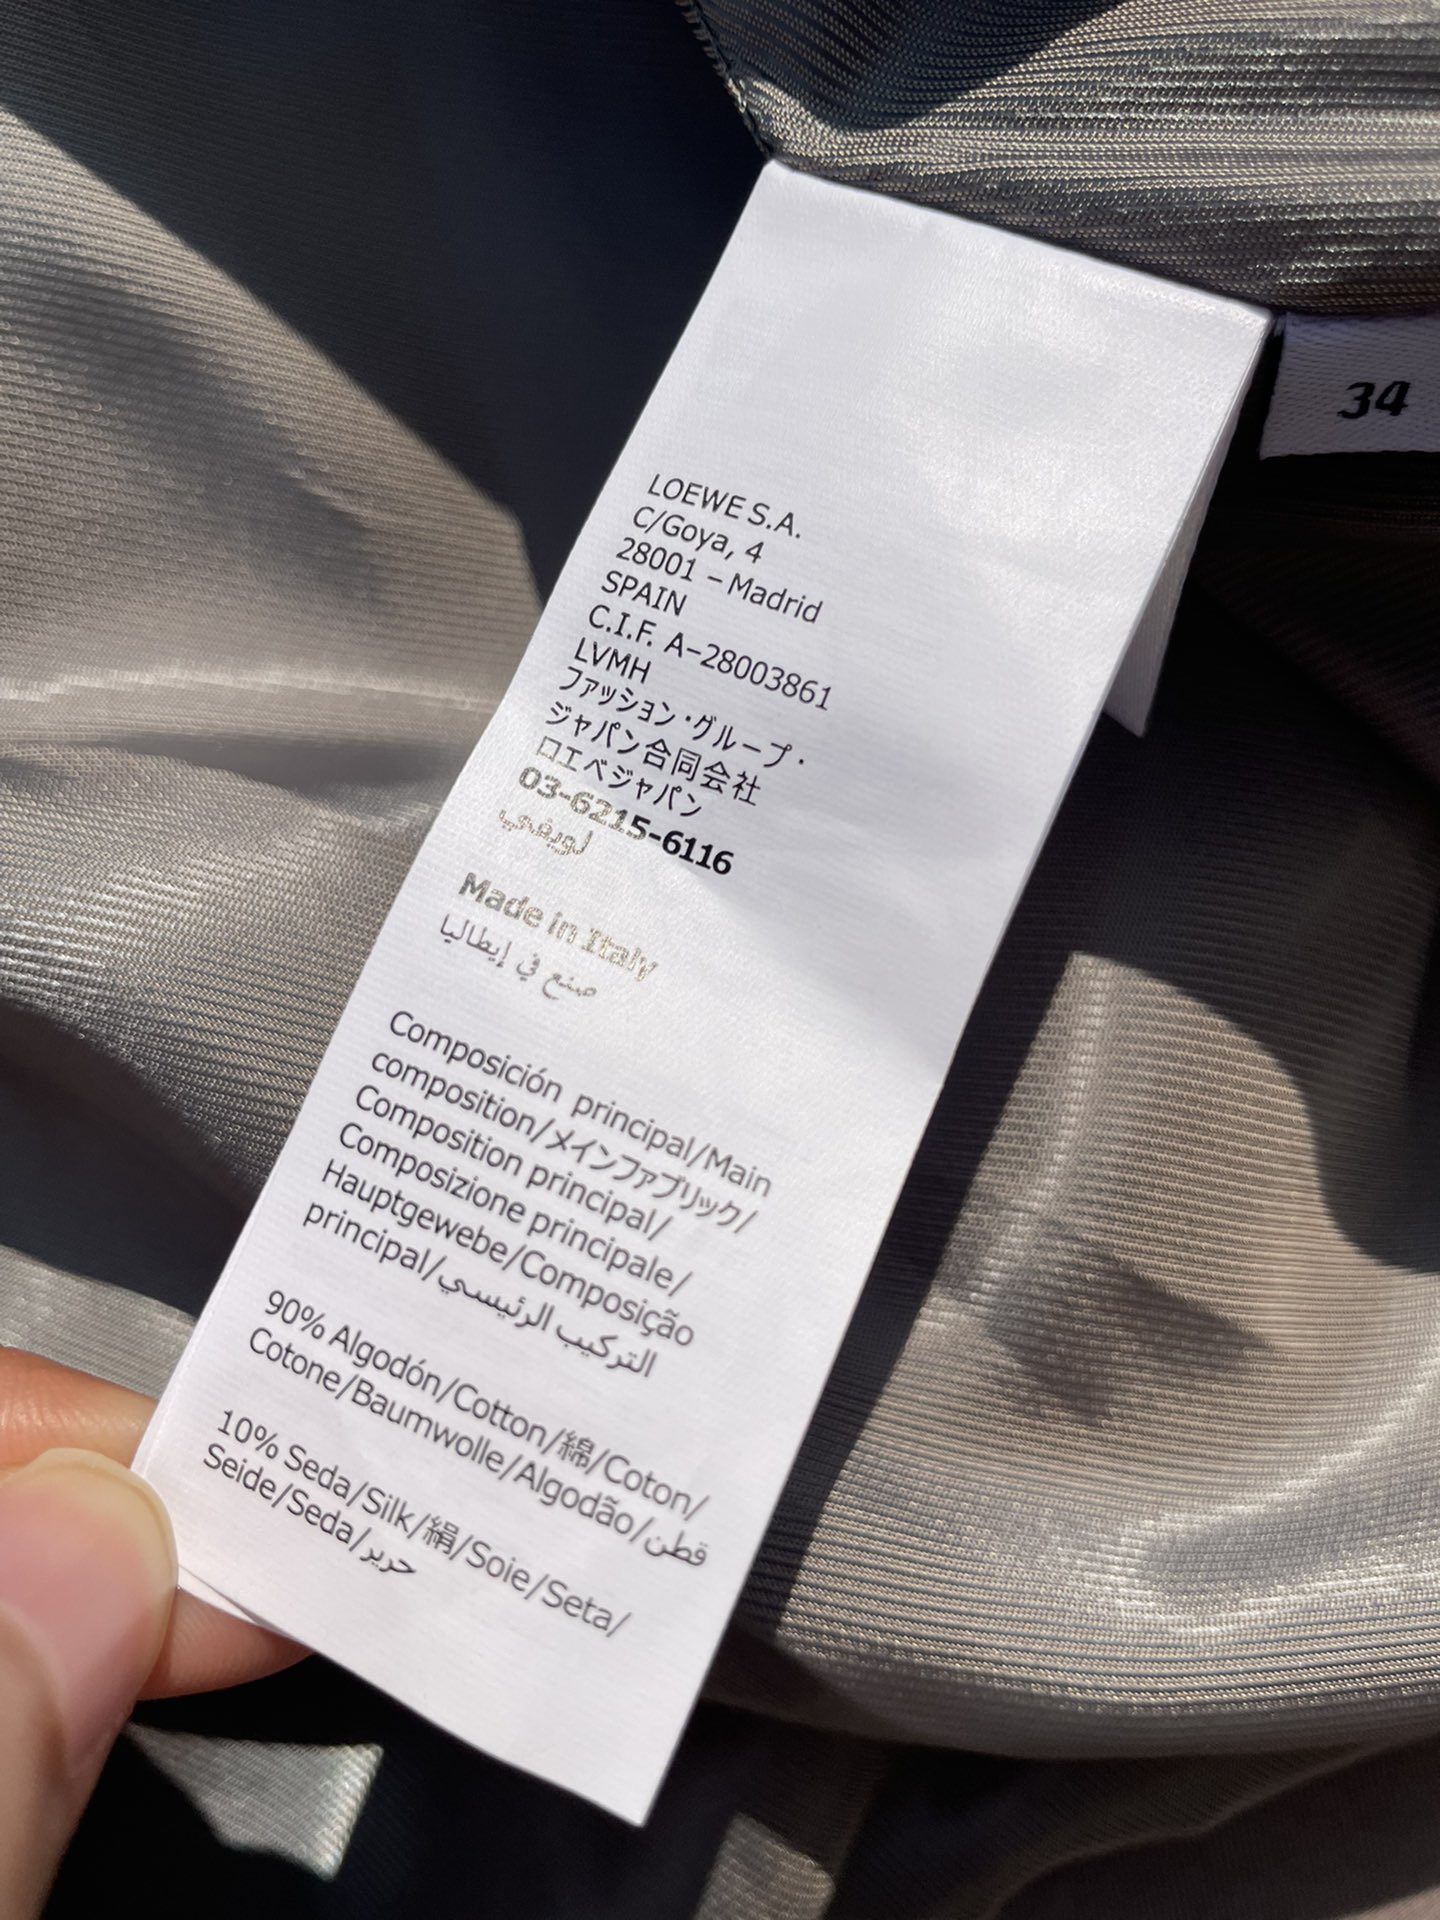 34
LOEWE S.A.
C/Goya, 4
28001 – Madrid
SPAIN
C.I.F. A-28003861
LVMH
ファッション・グループ・
ジャパン合同会社
ロエベジャパン
03-6215-6116
لويفي
Made in Italy
صنع في إيطاليا
Composición principal/Main
composition/メインファブリック/
Composition principal/
Composizione principale/
Hauptgewebe/Composição
principal/التركيب الرئيسي
90% Algodón/Cotton/綿/Coton/
Cotone/Baumwolle/Algodão/قطن
10% Seda/Silk/絹/Soie/Seta/
Seide/Seda/حرير